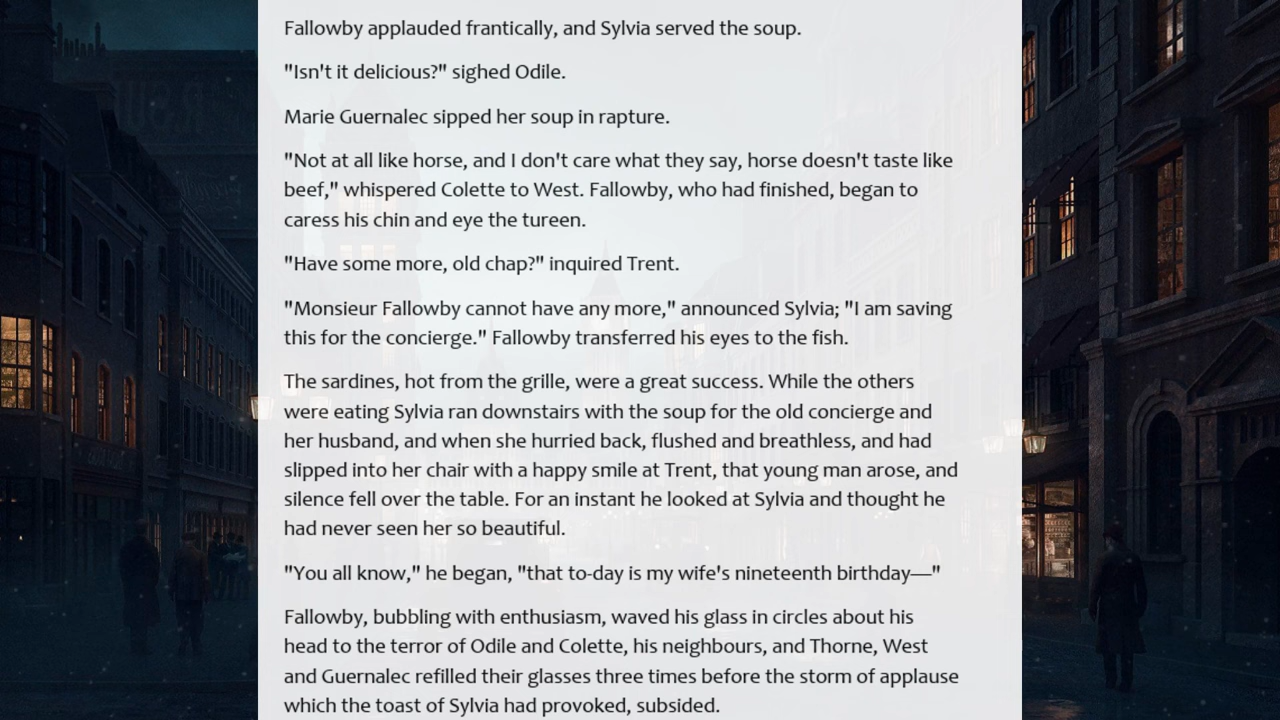 Fallowby applauded frantically, and Sylvia served the soup.
"Isn't it delicious?" sighed Odile.
Marie Guernalec sipped her soup in rapture.
"Not at all like horse, and I don't care what they say, horse doesn't taste like
beef," whispered Colette to West. Fallowby, who had finished, began to
caress his chin and eye the tureen.
"Have some more, old chap?" inquired Trent.
"Monsieur Fallowby cannot have any more," announced Sylvia; "I am saving
this for the concierge." Fallowby transferred his eyes to the fish.
The sardines, hot from the grille, were a great success. While the others
were eating Sylvia ran downstairs with the soup for the old concierge and
her husband, and when she hurried back, flushed and breathless, and had
slipped into her chair with a happy smile at Trent, that young man arose, and
silence fell over the table. For an instant he looked at Sylvia and thought he
had never seen her so beautiful.
"You all know," he began, "that to-day is my wife's nineteenth birthday—"
Fallowby, bubbling with enthusiasm, waved his glass in circles about his
head to the terror of Odile and Colette, his neighbours, and Thorne, West
and Guernalec refilled their glasses three times before the storm of applause
which the toast of Sylvia had provoked, subsided.